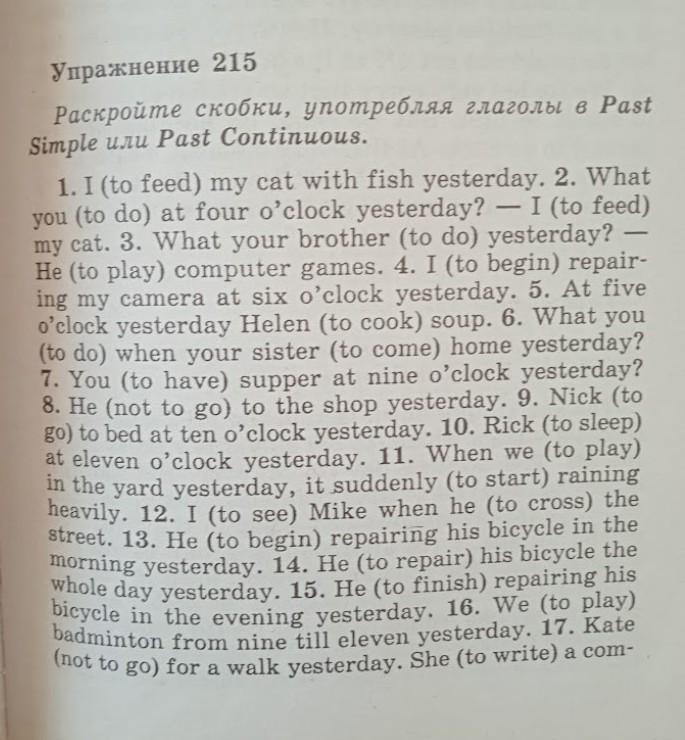 Упражнение 215
Раскройте скобки, употребляя глаголы в Past
Simple или Past Continuous.
1. I (to feed) my cat with fish yesterday. 2. What
you (to do) at four o'clock yesterday? — I (to feed)
my cat. 3. What your brother (to do) yesterday? —
He (to play) computer games. 4. I (to begin) repair-
ing my camera at six o'clock yesterday. 5. At five
o'clock yesterday Helen (to cook) soup. 6. What you
(to do) when your sister (to come) home yesterday?
7. You (to have) supper at nine o'clock yesterday?
8. He (not to go) to the shop yesterday. 9. Nick (to
go) to bed at ten o'clock yesterday. 10. Rick (to sleep)
at eleven o'clock yesterday. 11. When we (to play)
in the yard yesterday, it suddenly (to start) raining
heavily. 12. I (to see) Mike when he (to cross) the
street. 13. He (to begin) repairing his bicycle in the
morning yesterday. 14. He (to repair) his bicycle the
whole day yesterday. 15. He (to finish) repairing his
bicycle in the evening yesterday. 16. We (to play)
badminton from nine till eleven yesterday. 17. Kate
(not to go) for a walk yesterday. She (to write) a com-